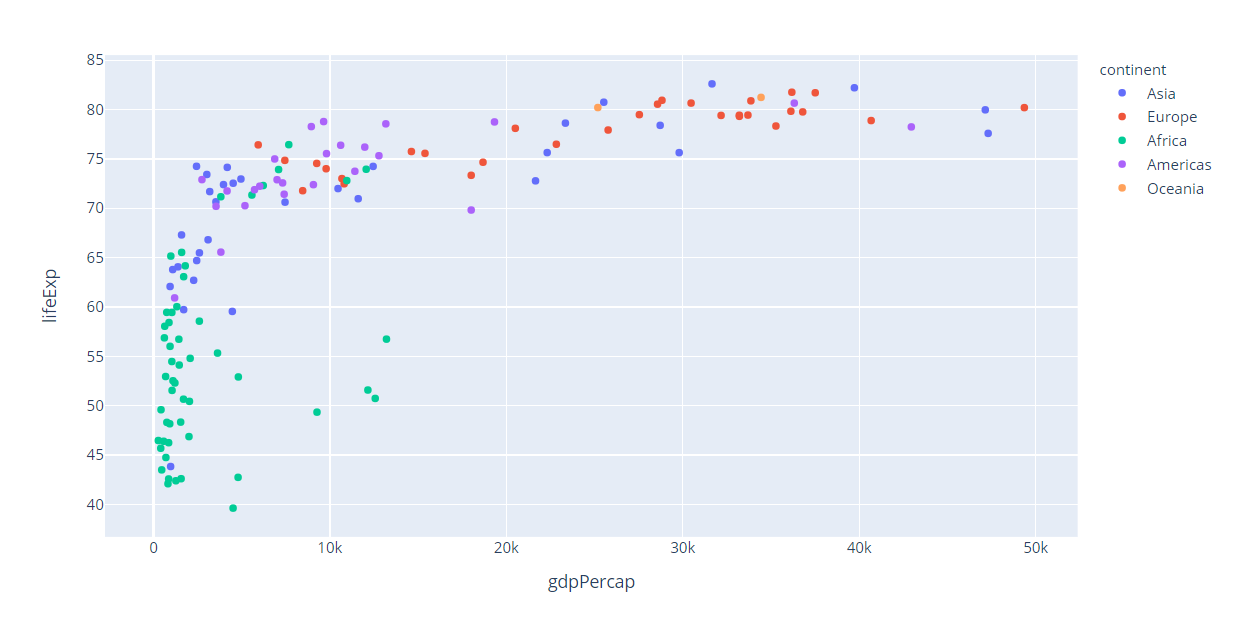 85
80
75
70
65
60
55
50
45
40
lifeExp
0 10k 20k 30k 40k 50k
gdpPercap
continent
Asia
Europe
Africa
Americas
Oceania